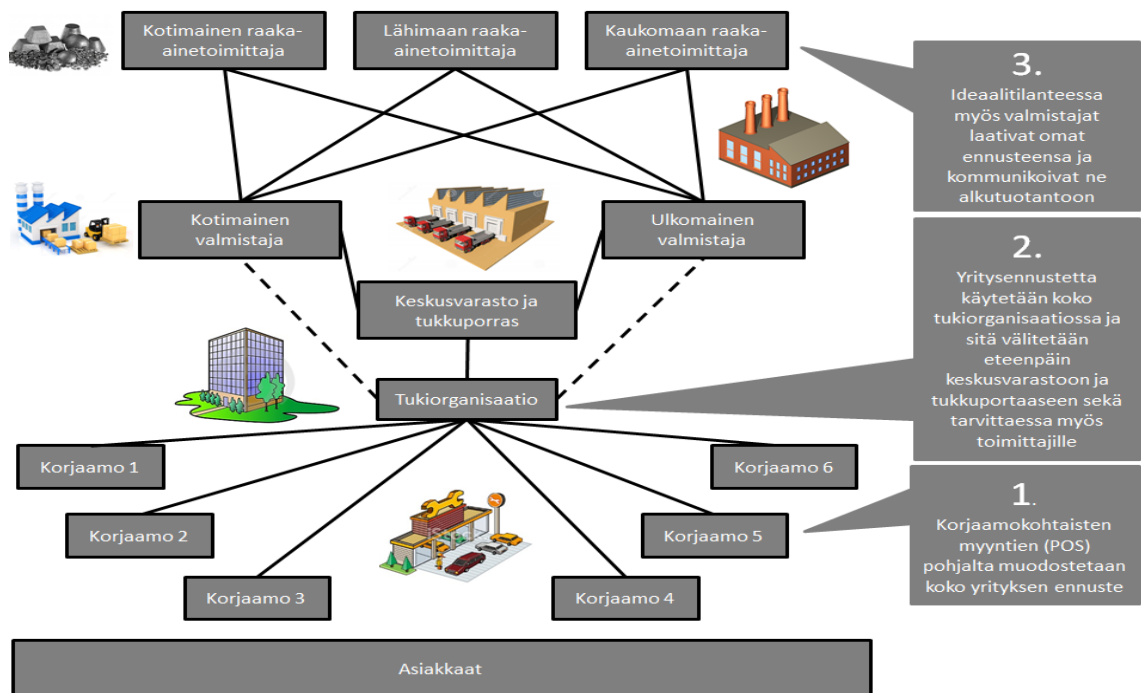 Kotimainen raaka-
ainetoimittaja
Lähimaan raaka-
ainetoimittaja
Kaukomaan raaka-
ainetoimittaja
3.
Ideaalitilanteessa
myös valmistajat
laativat omat
ennusteensa ja
kommunikoivat ne
alkutuotantoon
Kotimainen
valmistaja
Ulkomainen
valmistaja
Keskusvarasto ja
tukkuporras
2.
Yritysennustetta
käytetään koko
tukiorganisaatiossa ja
sitä välitetään
eteenpäin
keskusvarastoon ja
tukkuportaaseen sekä
tarvittaessa myös
toimittajille
Tukiorganisaatio
Korjaamo 1
Korjaamo 6
Korjaamo 2
Korjaamo 5
Korjaamo 3
Korjaamo 4
1.
Korjaamokohtaisten
myyntien (POS)
pohjalta muodostetaan
koko yrityksen ennuste
Asiakkaat